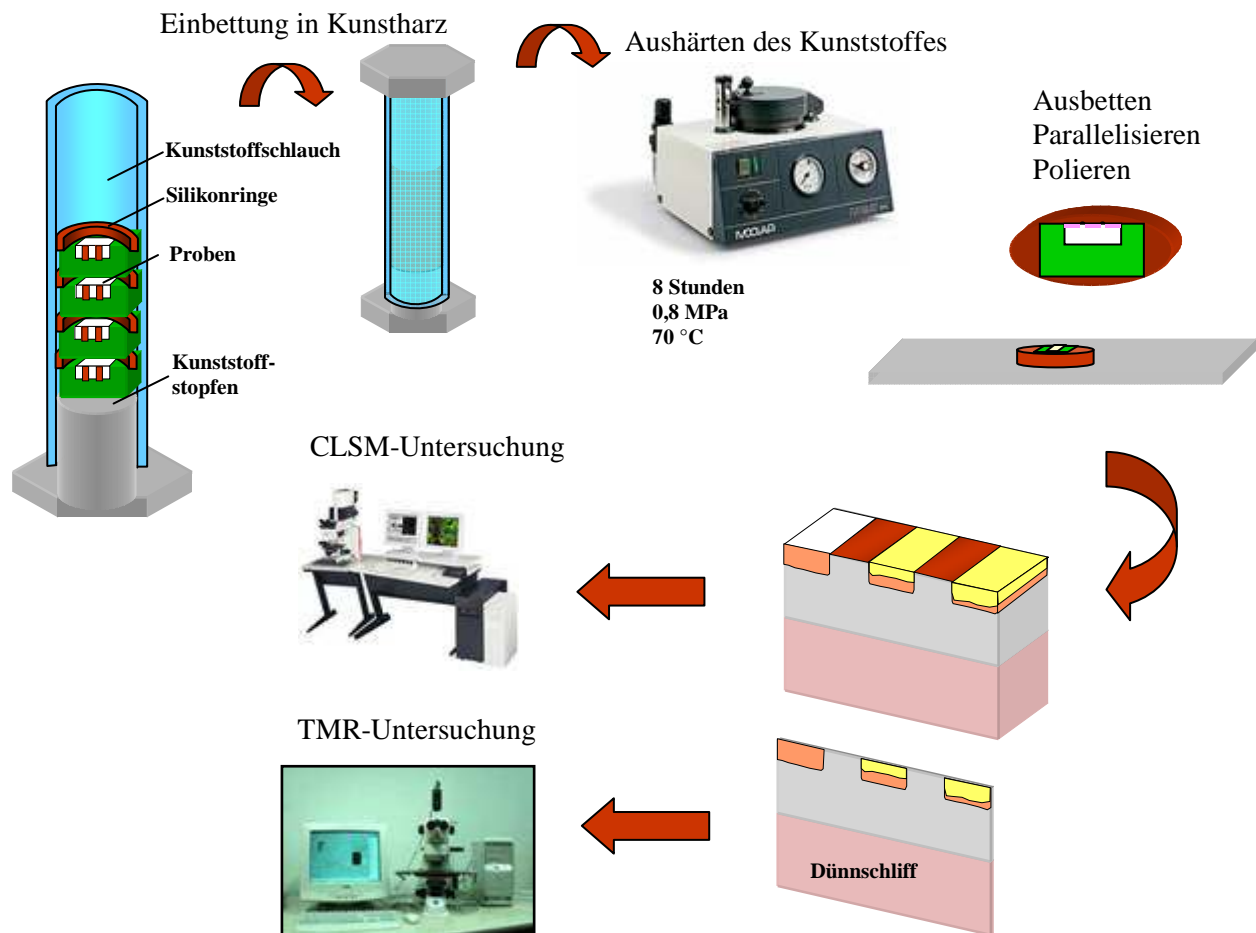 Einbettung in Kunstharz
Aushärten des Kunststoffes
Ausbetten
Parallelisieren
Polieren
Kunststoffschlauch
Silikonringe
Proben
Kunststoff-
stopfen
IVOCLAR
8 Stunden
0,8 MPa
70 °C
CLSM-Untersuchung
TMR-Untersuchung
Dünnschliff